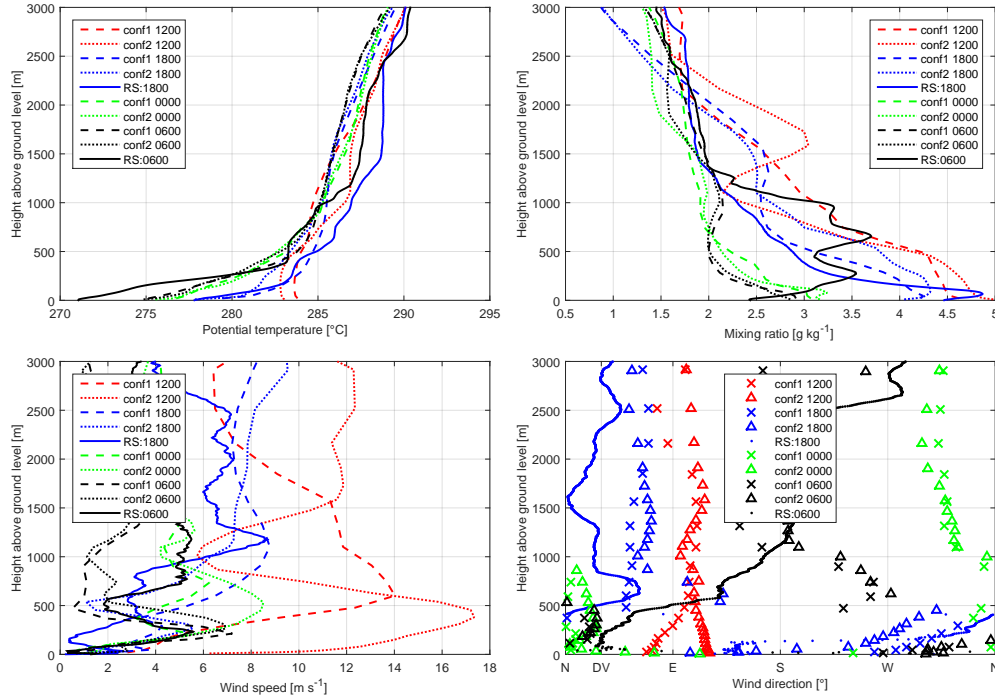 3000
2500
2000
1500
1000
500
0
Height above ground level [m]
270
275
280
285
290
295
Potential temperature [°C]
conf1 1200
conf2 1200
conf1 1800
conf2 1800
RS:1800
conf1 0000
conf2 0000
conf1 0600
conf2 0600
RS:0600
3000
2500
2000
1500
1000
500
0
Height above ground level [m]
0.5
1
1.5
2
2.5
3
3.5
4
4.5
5
Mixing ratio [g kg-1]
conf1 1200
conf2 1200
conf1 1800
conf2 1800
RS:1800
conf1 0000
conf2 0000
conf1 0600
conf2 0600
RS:0600
3000
2500
2000
1500
1000
500
0
Height above ground level [m]
0
2
4
6
8
10
12
14
16
18
Wind speed [m s-1]
conf1 1200
conf2 1200
conf1 1800
conf2 1800
RS:1800
conf1 0000
conf2 0000
conf1 0600
conf2 0600
RS:0600
3000
2500
2000
1500
1000
500
0
Height above ground level [m]
N
DV
E
S
W
N
Wind direction [°]
conf1 1200
conf2 1200
conf1 1800
conf2 1800
RS:1800
conf1 0000
conf2 0000
conf1 0600
conf2 0600
RS:0600